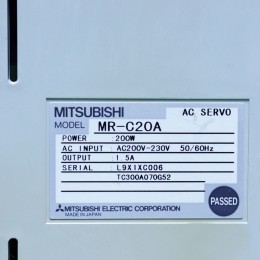 MITSUBISHI AC SERVO
MODEL MR-C20A
POWER 200W
AC INPUT AC200V-230V 50/60Hz
OUTPUT 1.5A
SERIAL L9X1XC006
TC300A070G52
MITSUBISHI ELECTRIC CORPORATION
MADE IN JAPAN
PASSED